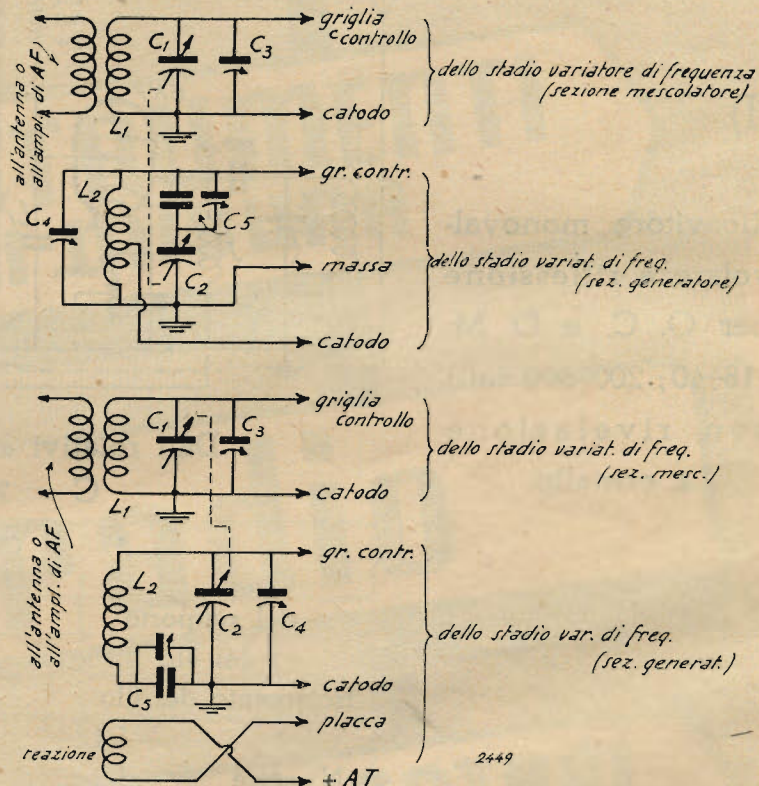 griglia
controllo
C1
C3
dello stadio variatore di frequenza
(sezione mescolatore)
all'antenna o
all'ampl. di AF)
L1
catodo
gr. contr.
L2
C4
C5
C2
massa
dello stadio variat. di freq.
(sez. generatore)
catodo
griglia
controllo
C1
C3
dello stadio variat. di freq.
(sez. mesc.)
L1
catodo
all'antenna o
all'ampl. di AF
gr. contr.
L2
C2
C4
dello stadio var. di freq.
(sez. generat.)
C5
catodo
placca
reazione
2449
+ AT